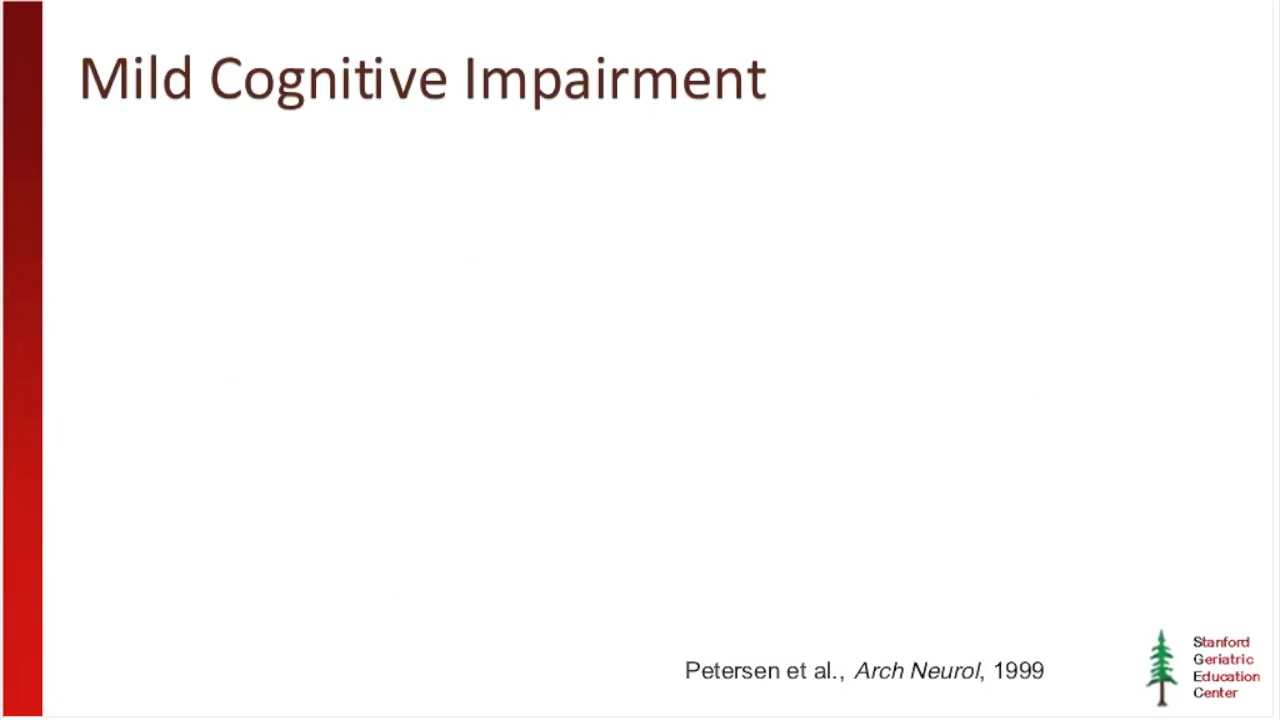 Mild Cognitive Impairment
Petersen et al., Arch Neurol, 1999
Stanford
Geriatric
Education
Center